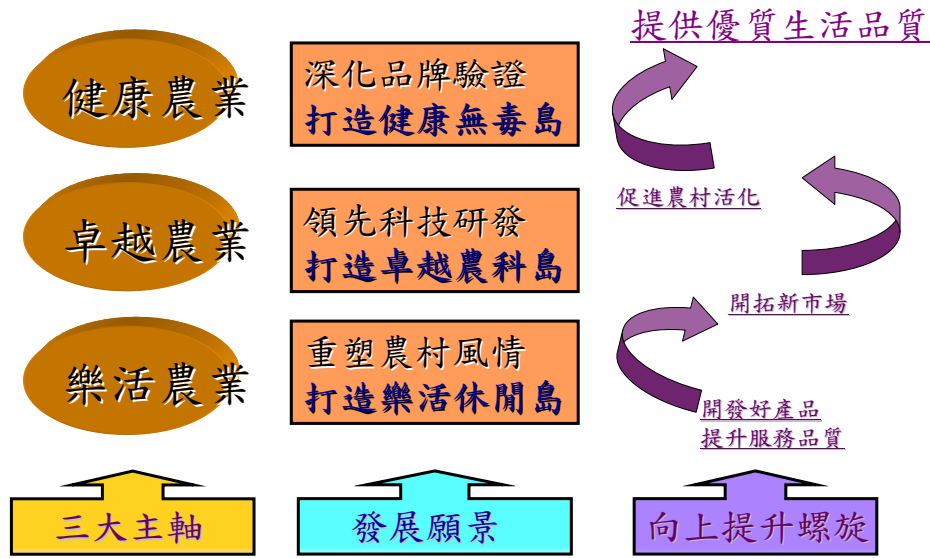 提供優質生活品質
健康農業
深化品牌驗證
打造健康無毒島
促進農村活化
卓越農業
領先科技研發
打造卓越農科島
開拓新市場
樂活農業
重塑農村風情
打造樂活休閒島
開發好產品
提升服務品質
三大主軸
發展願景
向上提升螺旋